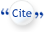 “ Cite ”